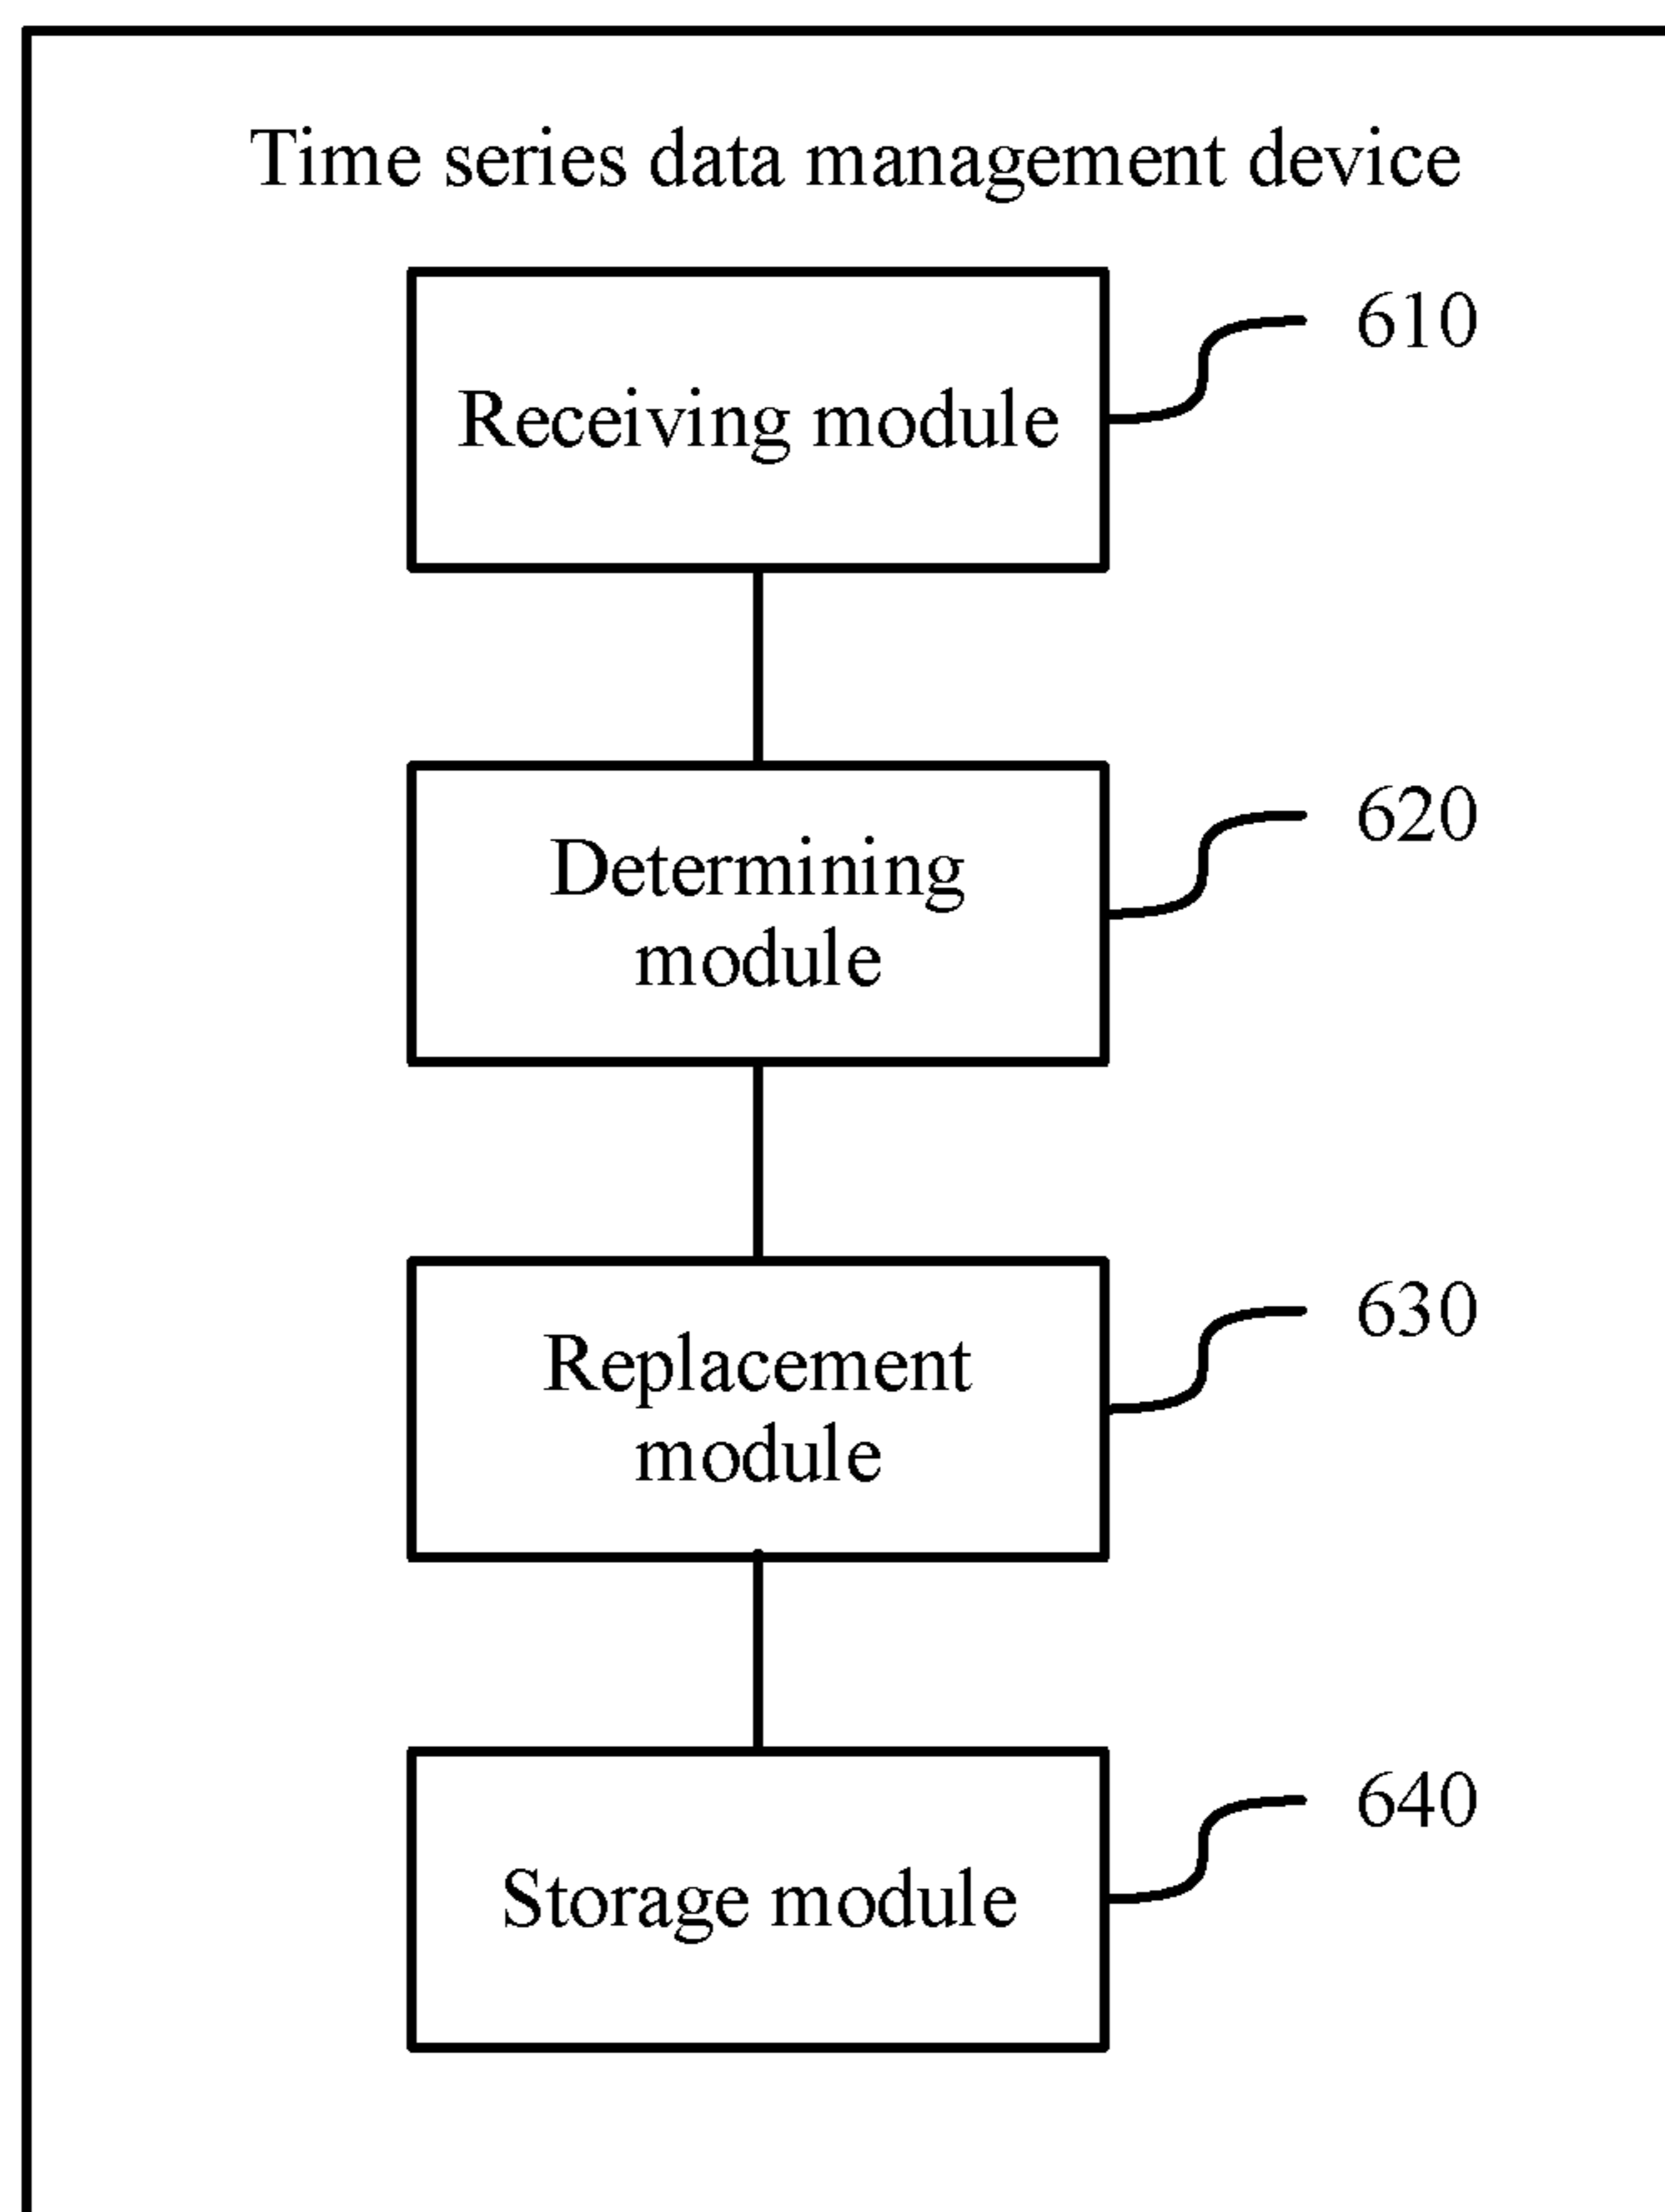 Time series data management device
610
Receiving module
620
Determining
module
630
Replacement
module
640
Storage module